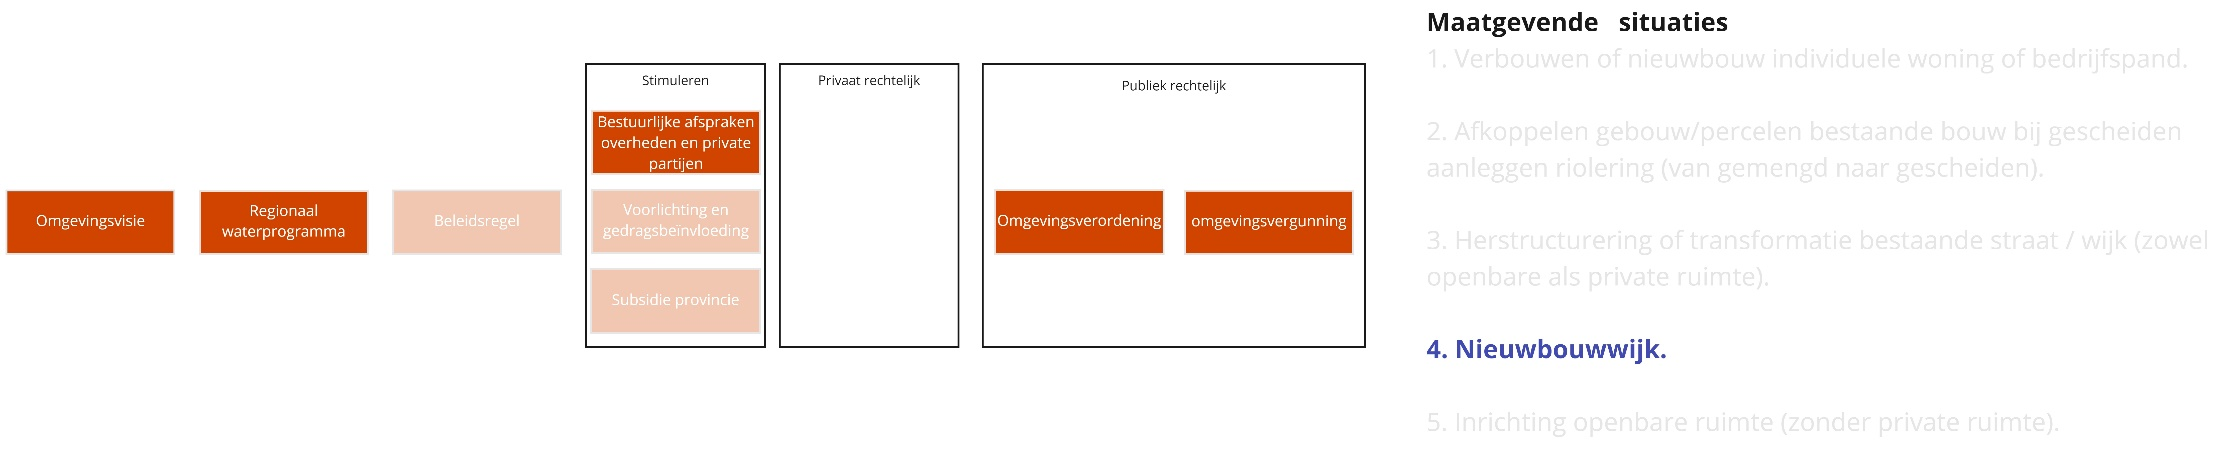 Omgevingsvisie
Regionaal
waterprogramma
Beleidsregel
Stimuleren
Bestuurlijke afspraken
overheden en private
partijen
Voorlichting en
gedragsbeïnvloeding
Subsidie provincie
Privaat rechtelijk
Publiek rechtelijk
Omgevingsverordening
omgevingsvergunning
Maatgevende situaties
1. Verbouwen of nieuwbouw individuele woning of bedrijfspand.
2. Afkoppelen gebouw/percelen bestaande bouw bij gescheiden
aanleggen riolering (van gemengd naar gescheiden).
3. Herstructurering of transformatie bestaande straat / wijk (zowel
openbare als private ruimte).
4. Nieuwbouwwijk.
5. Inrichting openbare ruimte (zonder private ruimte).